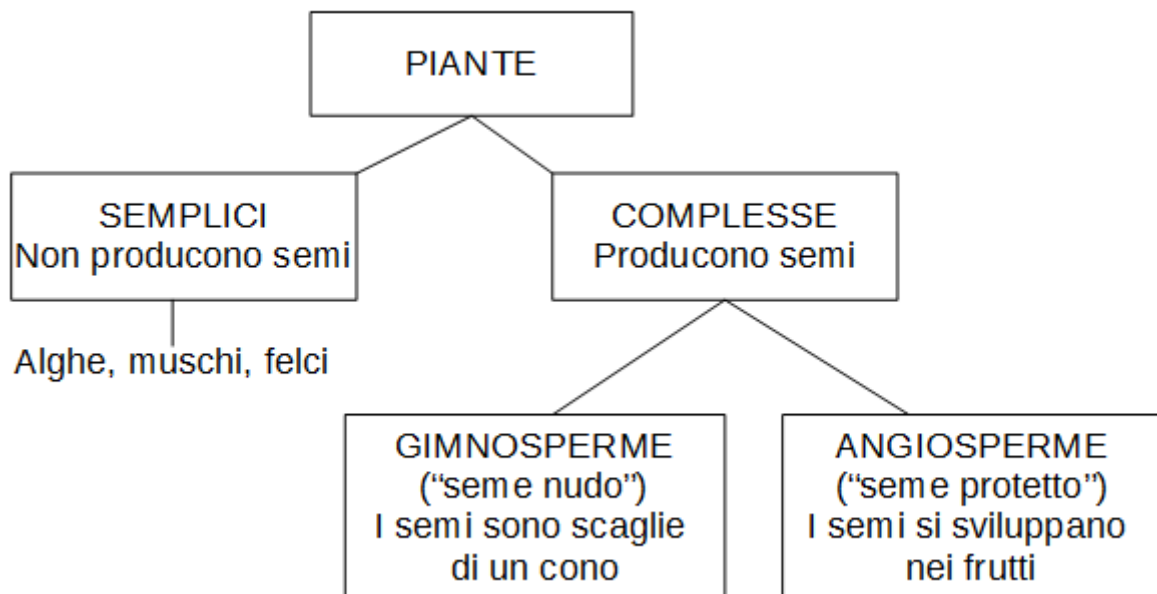 PIANTE
SEMPLICI
Non producono semi
COMPLESSE
Producono semi
Alghe, muschi, felci
GIMNOSPERME
(“seme nudo”)
I semi sono scaglie
di un cono
ANGIOSPERME
(“seme protetto”)
I semi si sviluppano
nei frutti